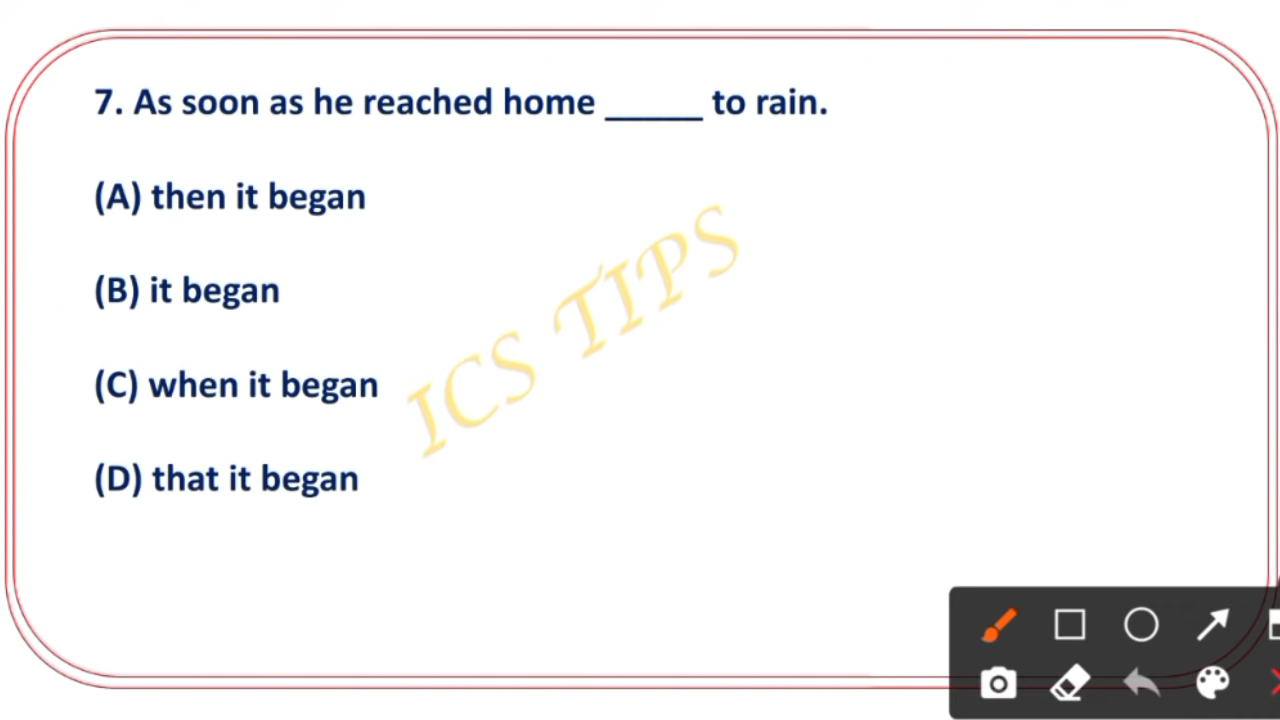 7. As soon as he reached home _____ to rain.
(A) then it began
(B) it began
(C) when it began
(D) that it began
ICS TIPS